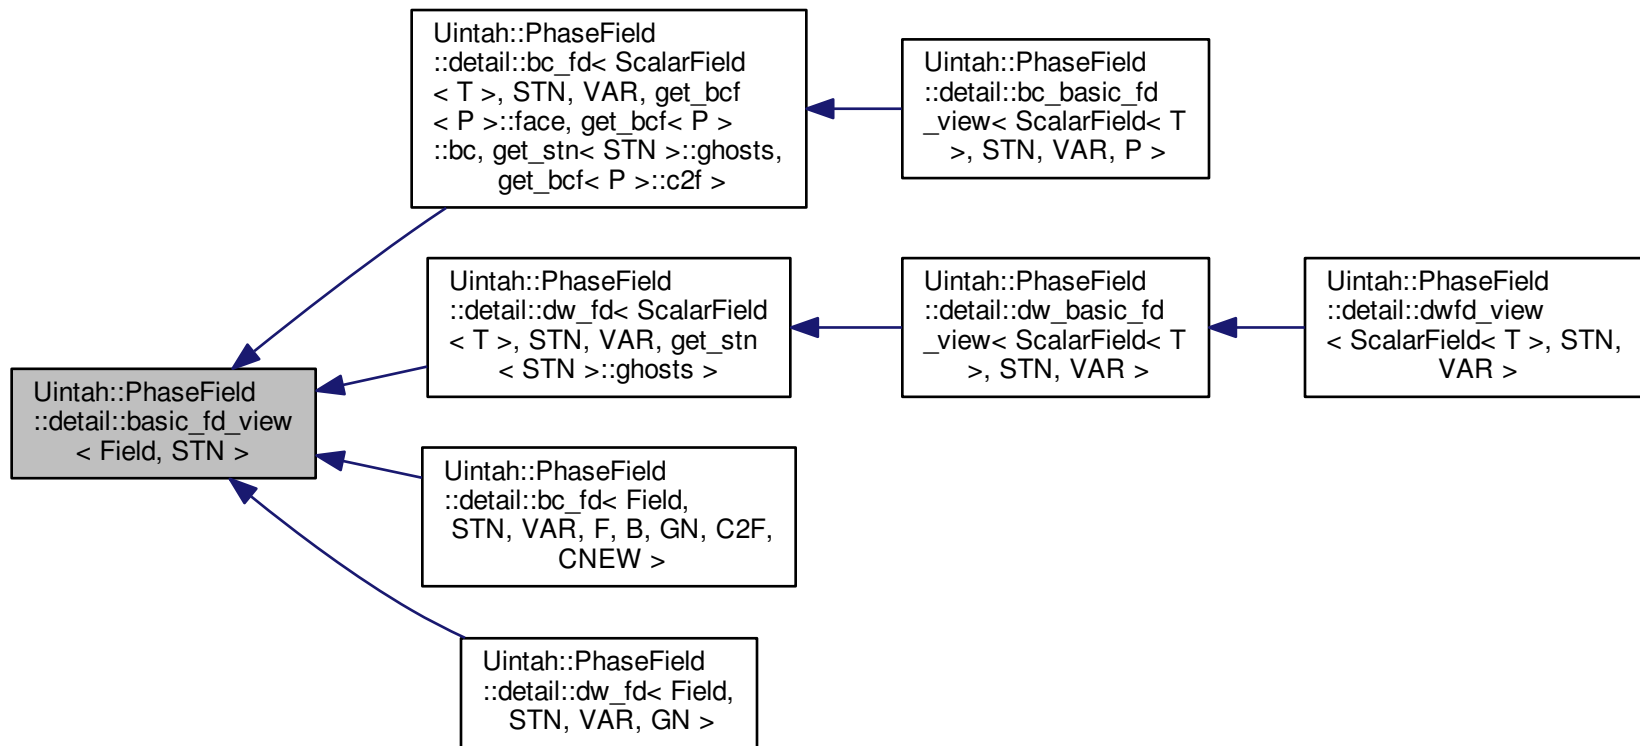 Uintah::PhaseField
::detail::bc_fd< ScalarField
< T >, STN, VAR, get_bcf
< P >::face, get_bcf< P >
::bc, get_stn< STN >::ghosts,
get_bcf< P >::c2f >
Uintah::PhaseField
::detail::bc_basic_fd
_view< ScalarField< T
>, STN, VAR, P >
Uintah::PhaseField
::detail::dw_fd< ScalarField
< T >, STN, VAR, get_stn
< STN >::ghosts >
Uintah::PhaseField
::detail::dw_basic_fd
_view< ScalarField< T
>, STN, VAR >
Uintah::PhaseField
::detail::dwfd_view
< ScalarField< T >, STN,
VAR >
Uintah::PhaseField
::detail::basic_fd_view
< Field, STN >
Uintah::PhaseField
::detail::bc_fd< Field,
STN, VAR, F, B, GN, C2F,
CNEW >
Uintah::PhaseField
::detail::dw_fd< Field,
STN, VAR, GN >